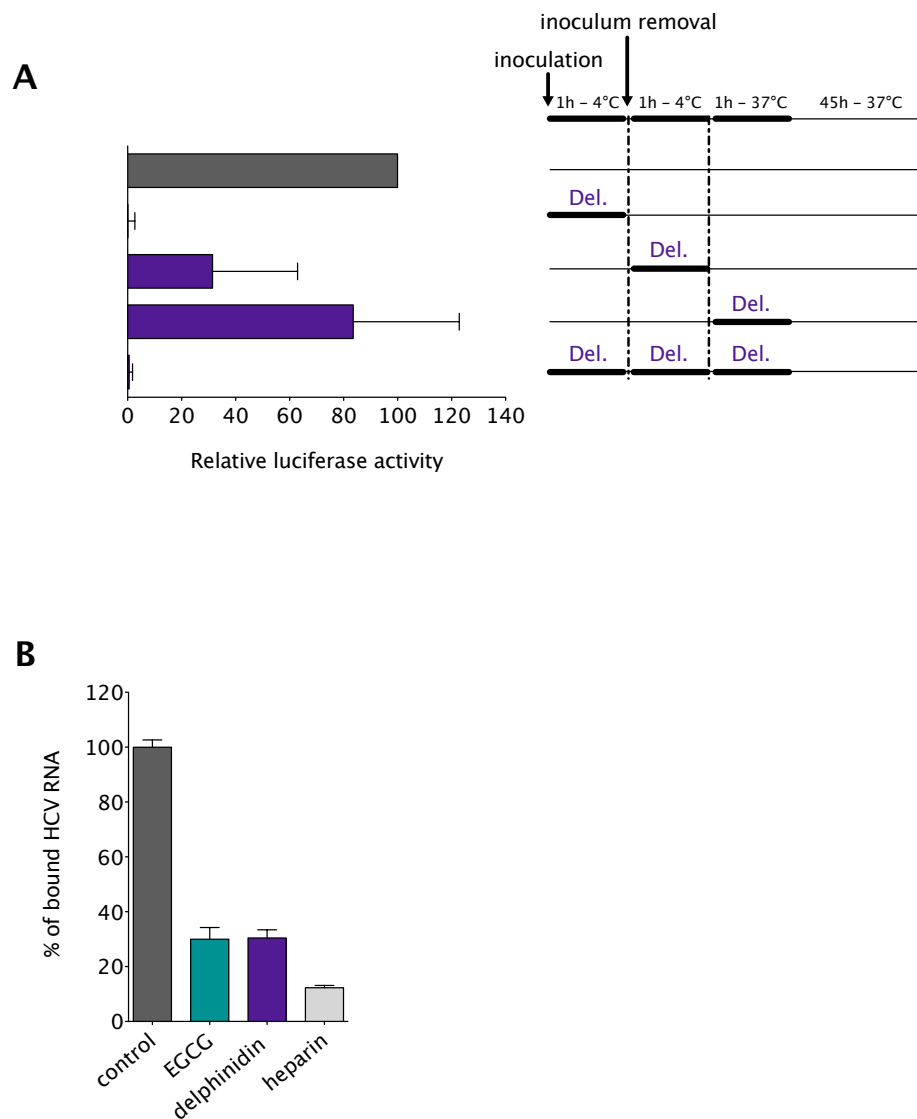 A
inoculum removal
inoculation
1h – 4°C 1h – 4°C 1h – 37°C 45h – 37°C
Del.
Del.
Del.
Del. Del. Del.
0 20 40 60 80 100 120 140
Relative luciferase activity
B
% of bound HCV RNA
120
100
80
60
40
20
0
control
EGCG
delphinidin
heparin